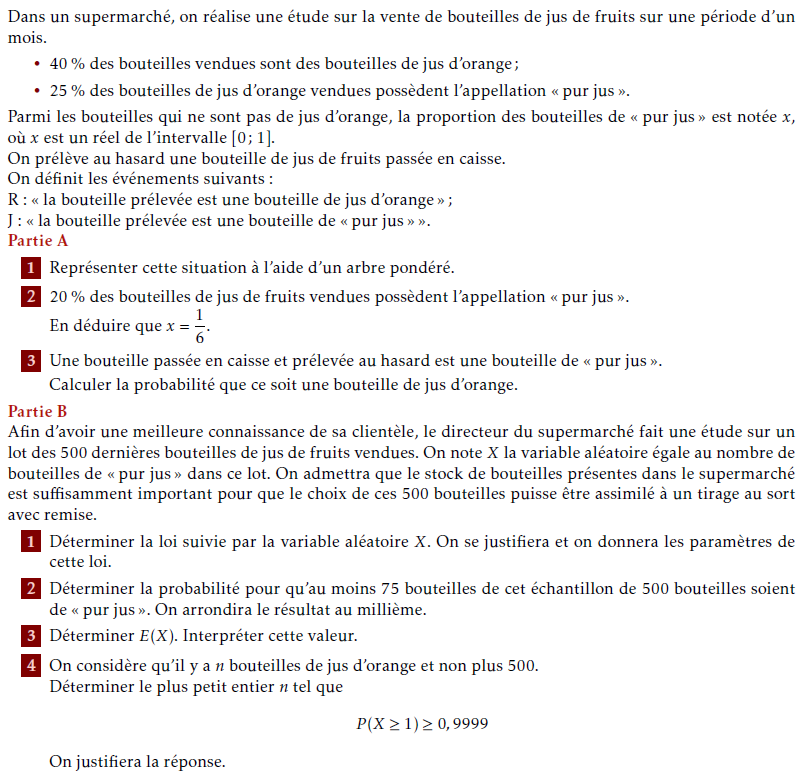 Dans un supermarché, on réalise une étude sur la vente de bouteilles de jus de fruits sur une période d'un
mois.
• 40 % des bouteilles vendues sont des bouteilles de jus d'orange ;
• 25 % des bouteilles de jus d'orange vendues possèdent l'appellation « pur jus ».
Parmi les bouteilles qui ne sont pas de jus d'orange, la proportion des bouteilles de « pur jus » est notée x,
où x est un réel de l'intervalle [0 ; 1].
On prélève au hasard une bouteille de jus de fruits passée en caisse.
On définit les événements suivants :
R : « la bouteille prélevée est une bouteille de jus d'orange » ;
J : « la bouteille prélevée est une bouteille de « pur jus » ».
Partie A
1 Représenter cette situation à l'aide d'un arbre pondéré.
2 20 % des bouteilles de jus de fruits vendues possèdent l'appellation « pur jus ».
En déduire que x = 1/6.
3 Une bouteille passée en caisse et prélevée au hasard est une bouteille de « pur jus ».
Calculer la probabilité que ce soit une bouteille de jus d'orange.
Partie B
Afin d'avoir une meilleure connaissance de sa clientèle, le directeur du supermarché fait une étude sur un
lot des 500 dernières bouteilles de jus de fruits vendues. On note X la variable aléatoire égale au nombre de
bouteilles de « pur jus » dans ce lot. On admettra que le stock de bouteilles présentes dans le supermarché
est suffisamment important pour que le choix de ces 500 bouteilles puisse être assimilé à un tirage au sort
avec remise.
1 Déterminer la loi suivie par la variable aléatoire X. On se justifiera et on donnera les paramètres de
cette loi.
2 Déterminer la probabilité pour qu'au moins 75 bouteilles de cet échantillon de 500 bouteilles soient
de « pur jus ». On arrondira le résultat au millième.
3 Déterminer E(X). Interpréter cette valeur.
4 On considère qu'il y a n bouteilles de jus d'orange et non plus 500.
Déterminer le plus petit entier n tel que
P(X ≥ 1) ≥ 0,9999
On justifiera la réponse.